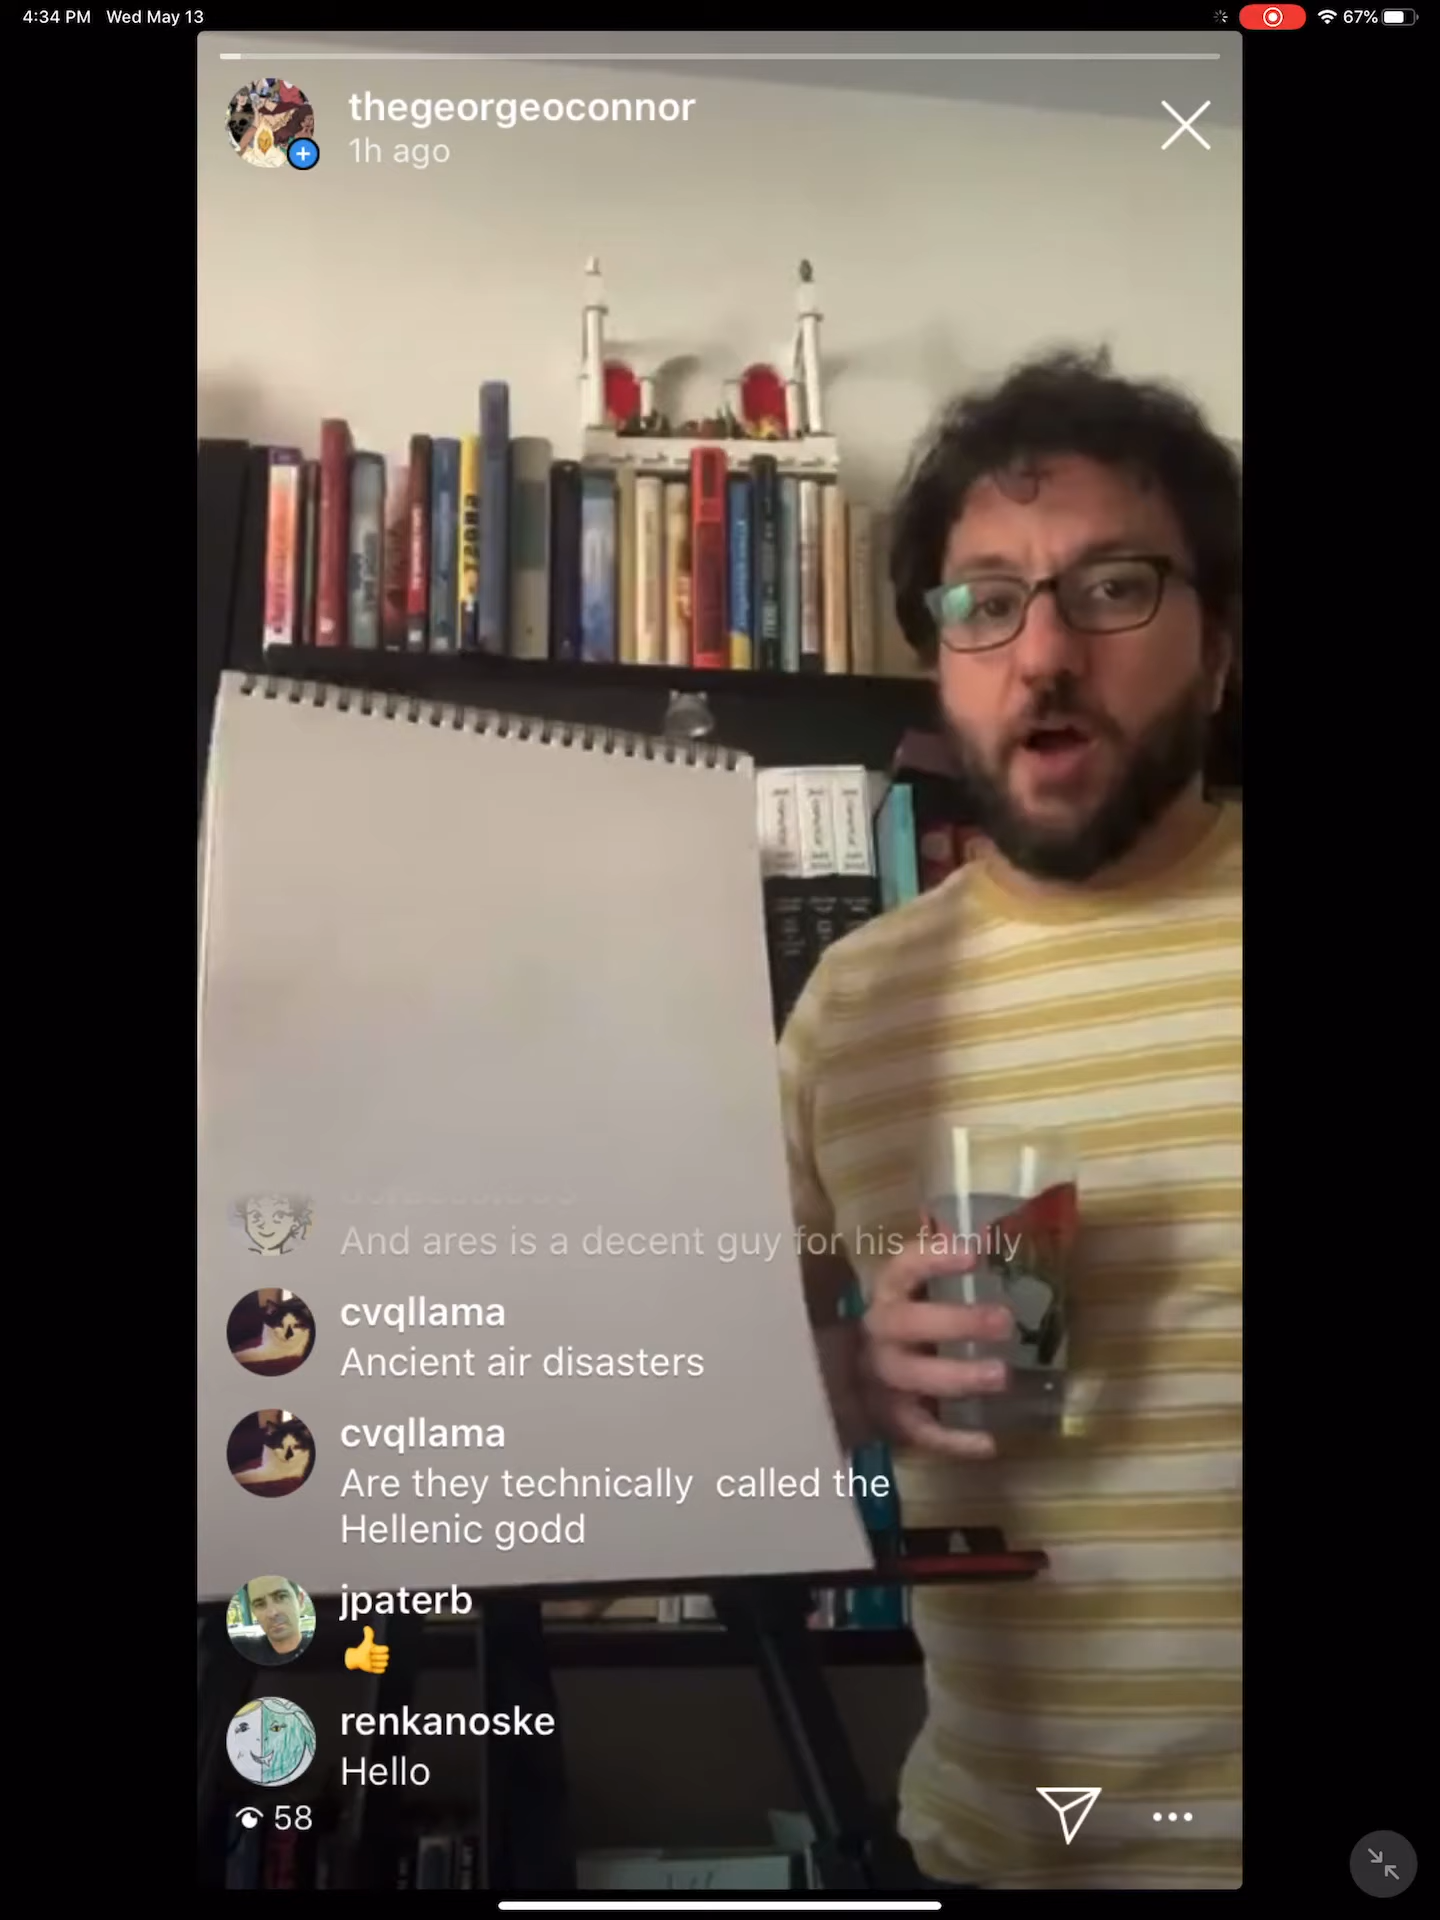 4:34 PM Wed May 13
67%
thegeorgeoconnor
1h ago
And ares is a decent guy for his family
cvqllama
Ancient air disasters
cvqllama
Are they technically called the
Hellenic godd
jpaterb
👍
renkanoske
Hello
58